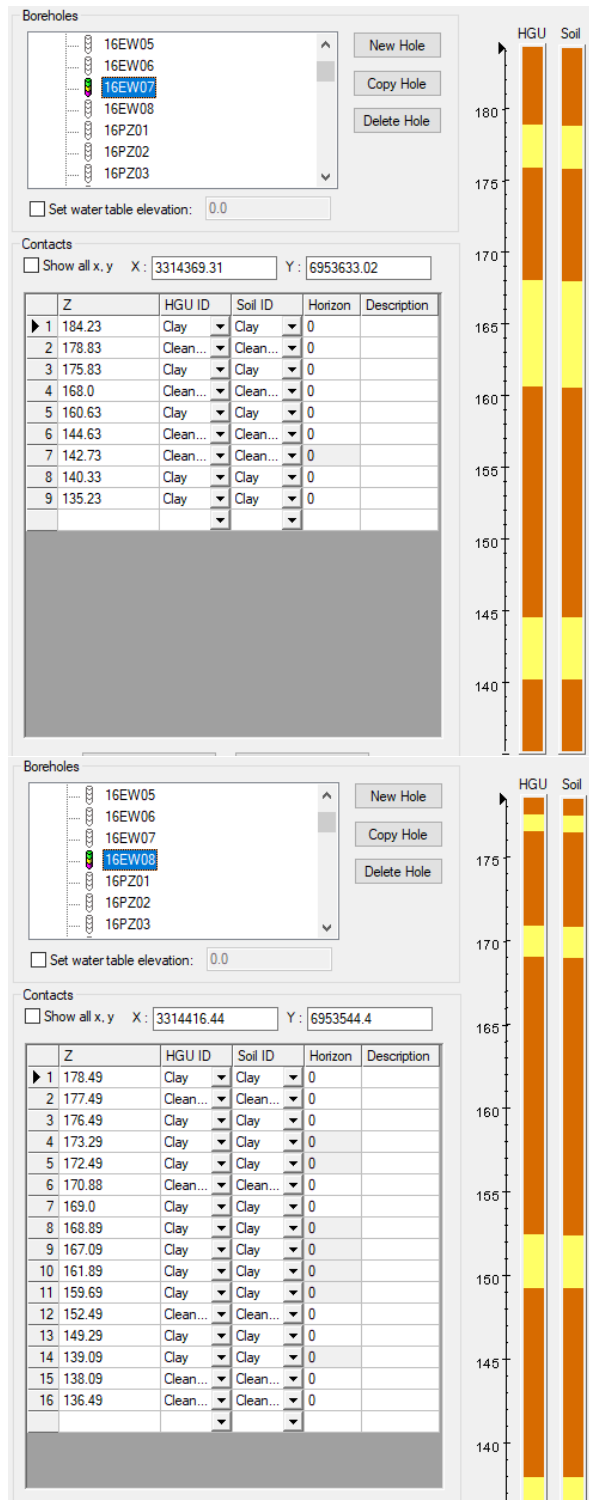 Boreholes
HGU Soil
16EW05
16EW06
16EW07
16EW08
16PZ01
16PZ02
16PZ03
New Hole
Copy Hole
Delete Hole
Set water table elevation: 0.0
Contacts
Show all x, y X : 3314369.31 Y : 6953633.02
Z HGU ID Soil ID Horizon Description
1 184.23 Clay Clay 0
2 178.83 Clean... Clean... 0
3 175.83 Clay Clay 0
4 168.0 Clean... Clean... 0
5 160.63 Clay Clay 0
6 144.63 Clean... Clean... 0
7 142.73 Clean... Clean... 0
8 140.33 Clay Clay 0
9 135.23 Clay Clay 0
180
175
170
165
160
155
150
145
140
Boreholes
HGU Soil
16EW05
16EW06
16EW07
16EW08
16PZ01
16PZ02
16PZ03
New Hole
Copy Hole
Delete Hole
Set water table elevation: 0.0
Contacts
Show all x, y X : 3314416.44 Y : 6953544.4
Z HGU ID Soil ID Horizon Description
1 178.49 Clay Clay 0
2 177.49 Clean... Clean... 0
3 176.49 Clay Clay 0
4 173.29 Clay Clay 0
5 172.49 Clay Clay 0
6 170.88 Clean... Clean... 0
7 169.0 Clay Clay 0
8 168.89 Clay Clay 0
9 167.09 Clay Clay 0
10 161.89 Clay Clay 0
11 159.69 Clay Clay 0
12 152.49 Clean... Clean... 0
13 149.29 Clay Clay 0
14 139.09 Clay Clay 0
15 138.09 Clean... Clean... 0
16 136.49 Clean... Clean... 0
175
170
165
160
155
150
145
140